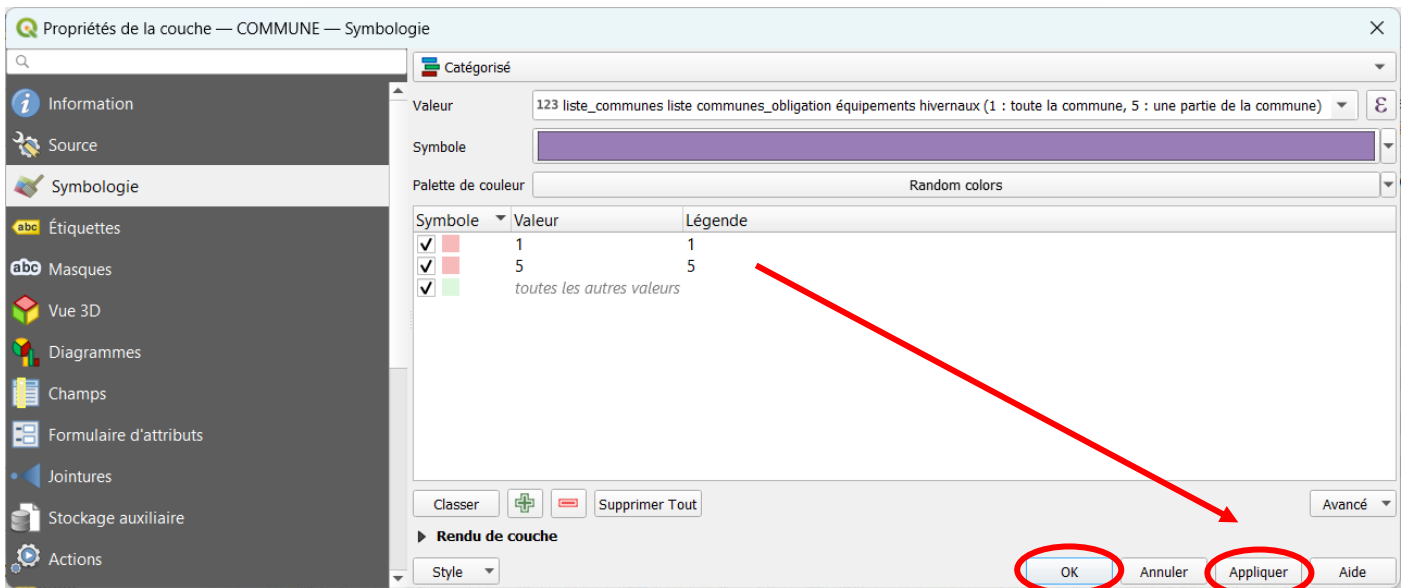 Propriétés de la couche — COMMUNE — Symbologie
Information
Source
Symbologie
abc Étiquettes
abc Masques
Vue 3D
Diagrammes
Champs
Formulaire d'attributs
Jointures
Stockage auxiliaire
Actions
Catégorisé
Valeur 123 liste_communes liste communes_obligation équipements hivernaux (1 : toute la commune, 5 : une partie de la commune) ε
Symbole
Palette de couleur Random colors
Symbole Valeur Légende
1 1
5 5
toutes les autres valeurs
Classer Supprimer Tout Avancé
Rendu de couche
Style OK Annuler Appliquer Aide